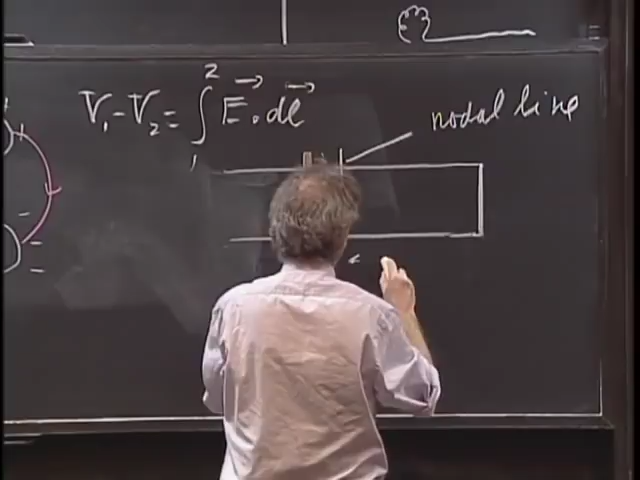 V₁-V₂=∫₁² E⃗·dl⃗
nodal line